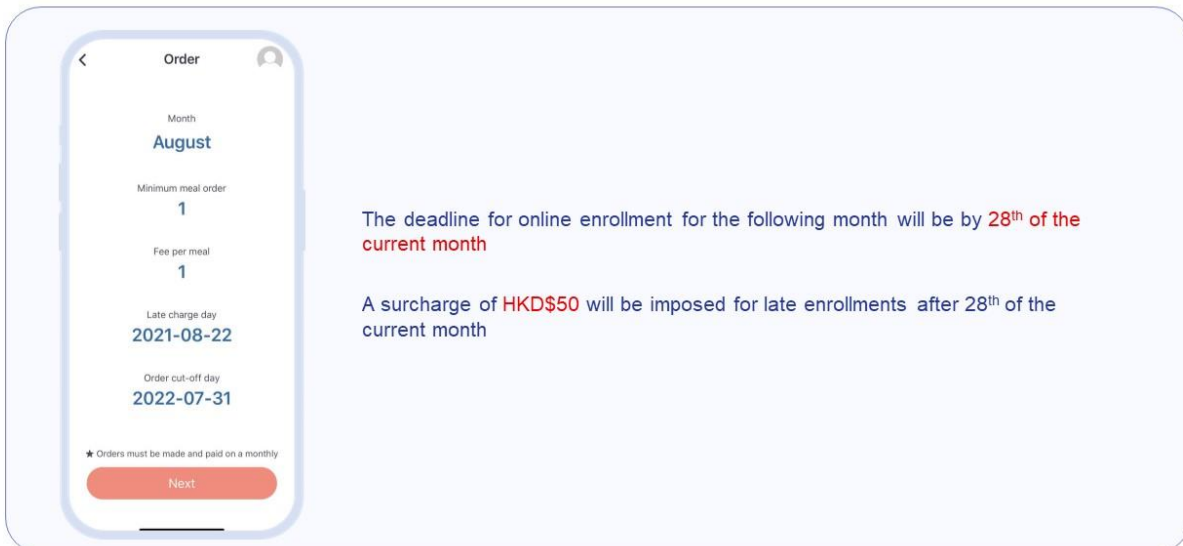 Order
Month
August
Minimum meal order
1
Fee per meal
1
Late charge day
2021-08-22
Order cut-off day
2022-07-31
★ Orders must be made and paid on a monthly
Next
The deadline for online enrollment for the following month will be by 28th of the
current month
A surcharge of HKD$50 will be imposed for late enrollments after 28th of the
current month